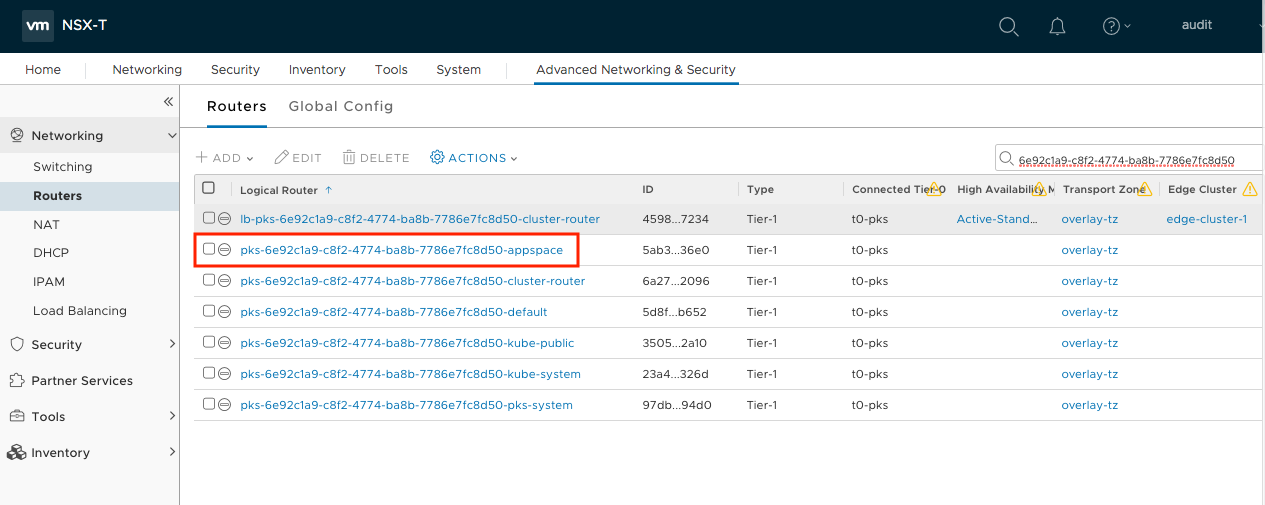 vm NSX-T audit
Home Networking Security Inventory Tools System Advanced Networking & Security
Routers Global Config
Networking
Switching
Routers
NAT
DHCP
IPAM
Load Balancing
Security
Partner Services
Tools
Inventory
+ ADD EDIT DELETE ACTIONS 6e92c1a9-c8f2-4774-ba8b-7786e7fc8d50
Logical Router ID Type Connected Tier-0 High Availability M Transport Zone Edge Cluster
lb-pks-6e92c1a9-c8f2-4774-ba8b-7786e7fc8d50-cluster-router 4598...7234 Tier-1 t0-pks Active-Stand... overlay-tz edge-cluster-1
pks-6e92c1a9-c8f2-4774-ba8b-7786e7fc8d50-appspace 5ab3...36e0 Tier-1 t0-pks overlay-tz
pks-6e92c1a9-c8f2-4774-ba8b-7786e7fc8d50-cluster-router 6a27...2096 Tier-1 t0-pks overlay-tz
pks-6e92c1a9-c8f2-4774-ba8b-7786e7fc8d50-default 5d8f...b652 Tier-1 t0-pks overlay-tz
pks-6e92c1a9-c8f2-4774-ba8b-7786e7fc8d50-kube-public 3505...2a10 Tier-1 t0-pks overlay-tz
pks-6e92c1a9-c8f2-4774-ba8b-7786e7fc8d50-kube-system 23a4...326d Tier-1 t0-pks overlay-tz
pks-6e92c1a9-c8f2-4774-ba8b-7786e7fc8d50-pks-system 97db...94d0 Tier-1 t0-pks overlay-tz